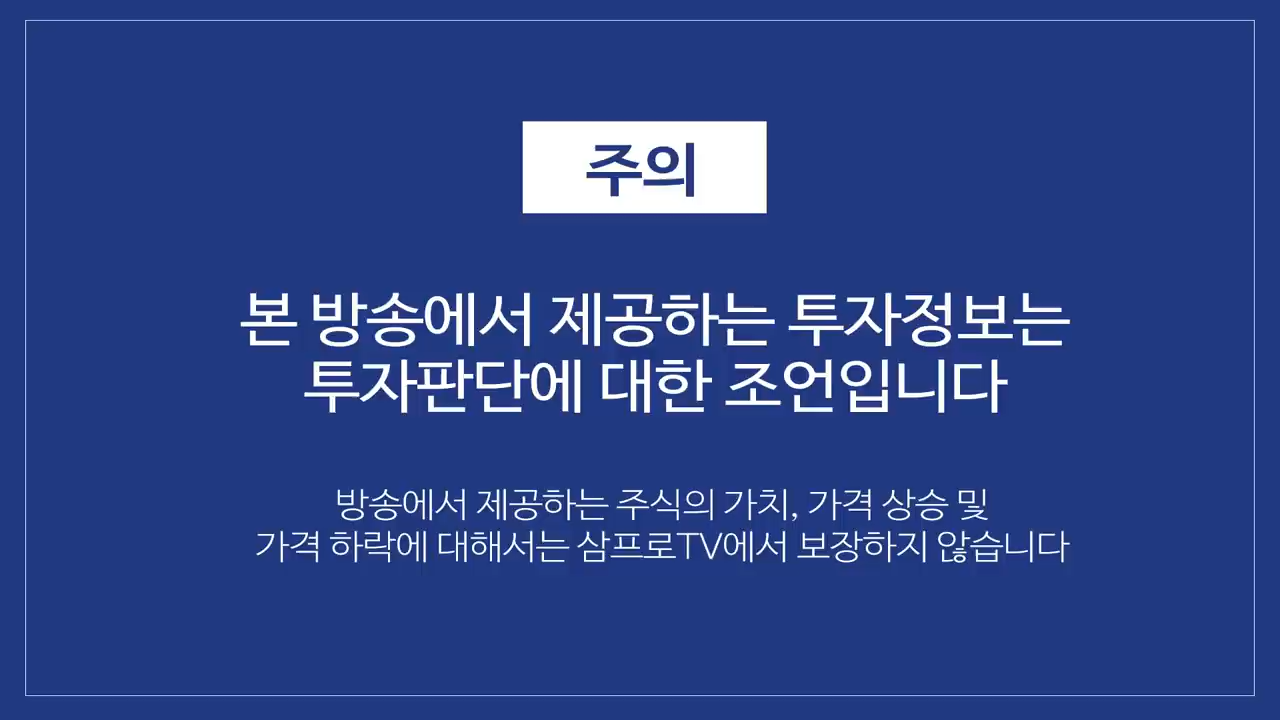 주의
본 방송에서 제공하는 투자정보는
투자판단에 대한 조언입니다
방송에서 제공하는 주식의 가치, 가격 상승 및
가격 하락에 대해서는 삼프로TV에서 보장하지 않습니다